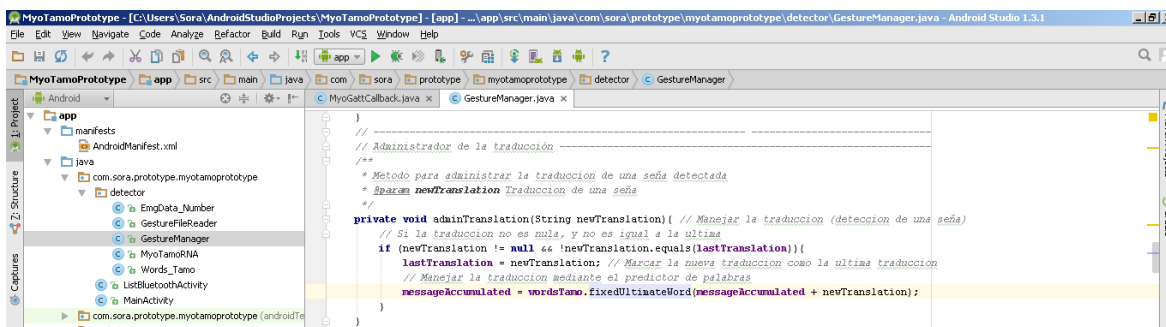 MyoTamoPrototype - [C:\Users\Sora\AndroidStudioProjects\MyoTamoPrototype] - [app] - ...\app\src\main\java\com\sora\prototype\myotamoprototype\detector\GestureManager.java - Android Studio 1.3.1
File Edit View Navigate Code Analyze Refactor Build Run Tools VCS Window Help
app
MyoTamoPrototype app src main java com sora prototype myotamoprototype detector GestureManager
Android MyoGattCallback.java × GestureManager.java ×
1: Project
Z: Structure
Captures
app
manifests
AndroidManifest.xml
java
com.sora.prototype.myotamoprototype
detector
EmgData_Number
GestureFileReader
GestureManager
MyoTamoRNA
Words_Tamo
ListBluetoothActivity
MainActivity
com.sora.prototype.myotamoprototype (androidTe
}
// ------------------------------------------------------------ -----------------------------
// Administrador de la traducción ------------------------------------------------------------
/**
* Metodo para administrar la traduccion de una seña detectada
* @param newTranslation Traduccion de una seña
*/
private void adminTranslation(String newTranslation){ // Manejar la traduccion (deteccion de una seña)
// Si la traduccion no es nula, y no es igual a la ultima
if (newTranslation != null && !newTranslation.equals(lastTranslation)){
lastTranslation = newTranslation; // Marcar la nueva traduccion como la ultima traduccion
// Manejar la traduccion mediante el predictor de palabras
messageAccumulated = wordsTamo.fixedUltimateWord(messageAccumulated + newTranslation);
}
}